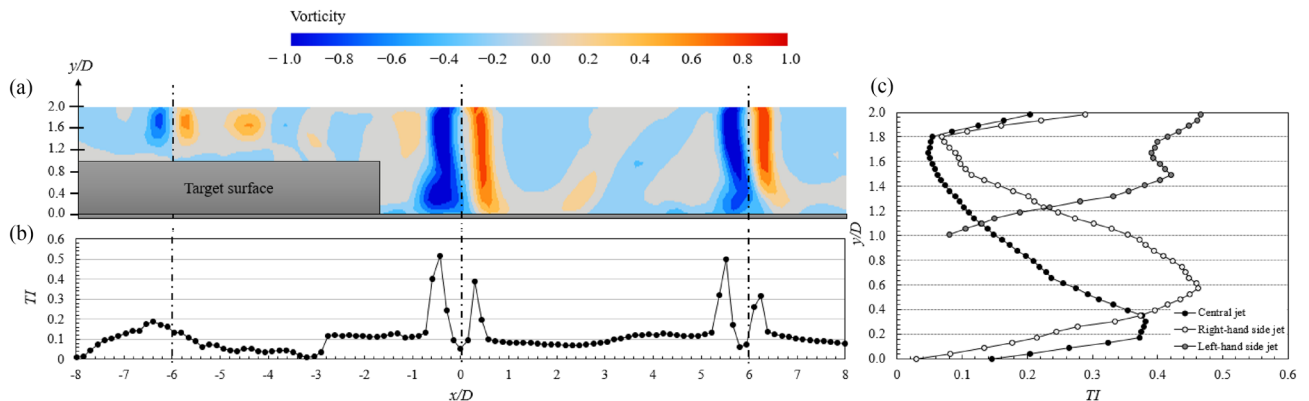 Vorticity
− 1.0 −0.8 −0.6 −0.4 −0.2 0.0 0.2 0.4 0.6 0.8 1.0
(a)
y/D
2.0
1.6
1.2
0.8
0.4
0.0
Target surface
(b)
TI
0.6
0.5
0.4
0.3
0.2
0.1
0
-8 -7 -6 -5 -4 -3 -2 -1 0 1 2 3 4 5 6 7 8
x/D
(c)
y/D
2.0
1.8
1.6
1.4
1.2
1.0
0.8
0.6
0.4
0.2
0.0
Central jet
Right-hand side jet
Left-hand side jet
0 0.1 0.2 0.3 0.4 0.5 0.6
TI